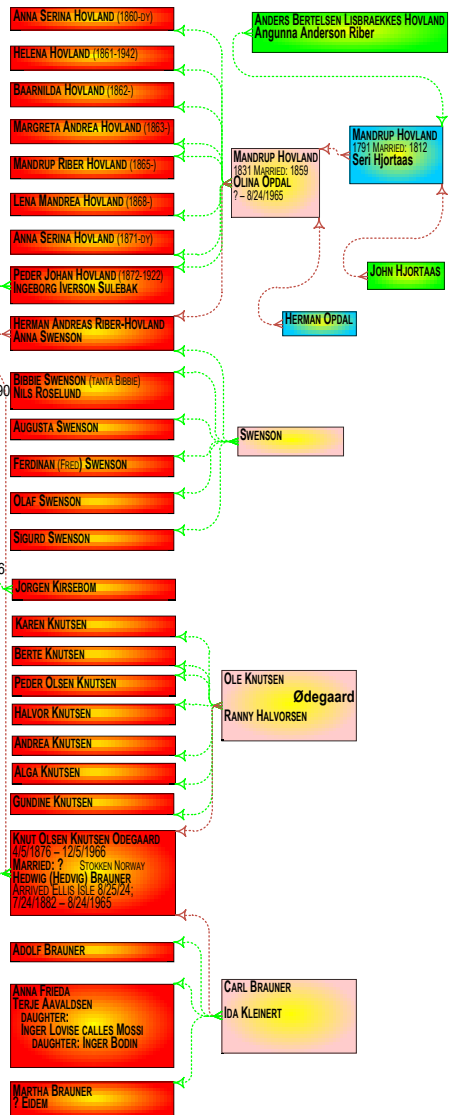 ANNA SERINA HOVLAND (1860-DY)
HELENA HOVLAND (1861-1942)
BAARNILDA HOVLAND (1862-)
MARGRETA ANDREA HOVLAND (1863-)
MANDRUP RIBER HOVLAND (1865-)
LENA MANDREA HOVLAND (1868-)
ANNA SERINA HOVLAND (1871-DY)
PEDER JOHAN HOVLAND (1872-1922)
INGEBORG IVERSON SULEBAK
HERMAN ANDREAS RIBER-HOVLAND
ANNA SWENSON
ANDERS BERTELSEN LISBRAEKKES HOVLAND
Angunna Anderson Riber
MANDRUP HOVLAND
1831 MARRIED: 1859
OLINA OPDAL
? – 8/24/1965
MANDRUP HOVLAND
1791 MARRIED: 1812
Seri Hjortaas
JOHN HJORTAAS
HERMAN OPDAL
90
BIBBIE SWENSON (TANTA BIBBIE)
NILS ROSELUND
AUGUSTA SWENSON
FERDINAN (FRED) SWENSON
OLAF SWENSON
SIGURD SWENSON
SWENSON
6
JORGEN KIRSEBOM
KAREN KNUTSEN
BERTE KNUTSEN
PEDER OLSEN KNUTSEN
HALVOR KNUTSEN
ANDREA KNUTSEN
ALGA KNUTSEN
GUNDINE KNUTSEN
OLE KNUTSEN
Ødegaard
RANNY HALVORSEN
KNUT OLSEN KNUTSEN ODEGAARD
4/5/1876 – 12/5/1966
MARRIED: ? STOKKEN NORWAY
HEDWIG (HEDVIG) BRAUNER
ARRIVED ELLIS ISLE 8/25/24;
7/24/1882 – 8/24/1965
ADOLF BRAUNER
ANNA FRIEDA
TERJE AAVALDSEN
DAUGHTER:
INGER LOVISE CALLES MOSSI
DAUGHTER: INGER BODIN
MARTHA BRAUNER
? EIDEM
CARL BRAUNER
IDA KLEINERT